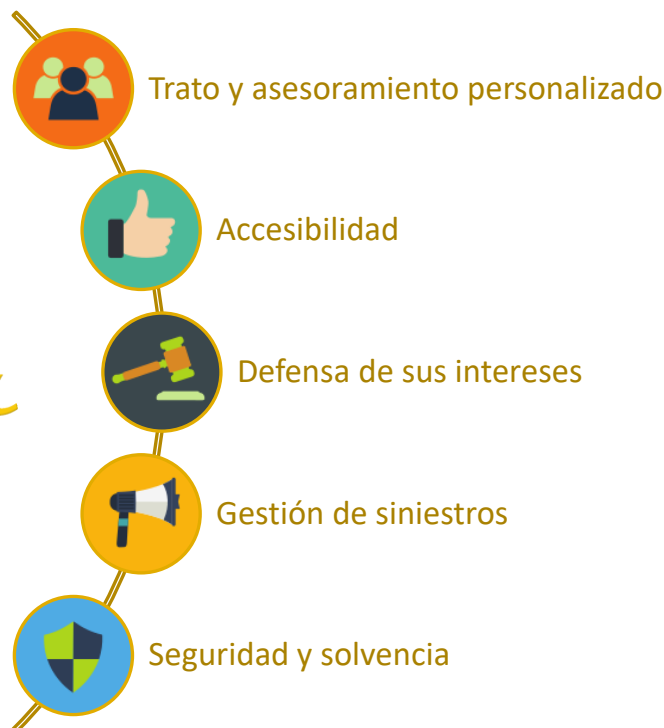 Trato y asesoramiento personalizado
Accesibilidad
Defensa de sus intereses
Gestión de siniestros
Seguridad y solvencia